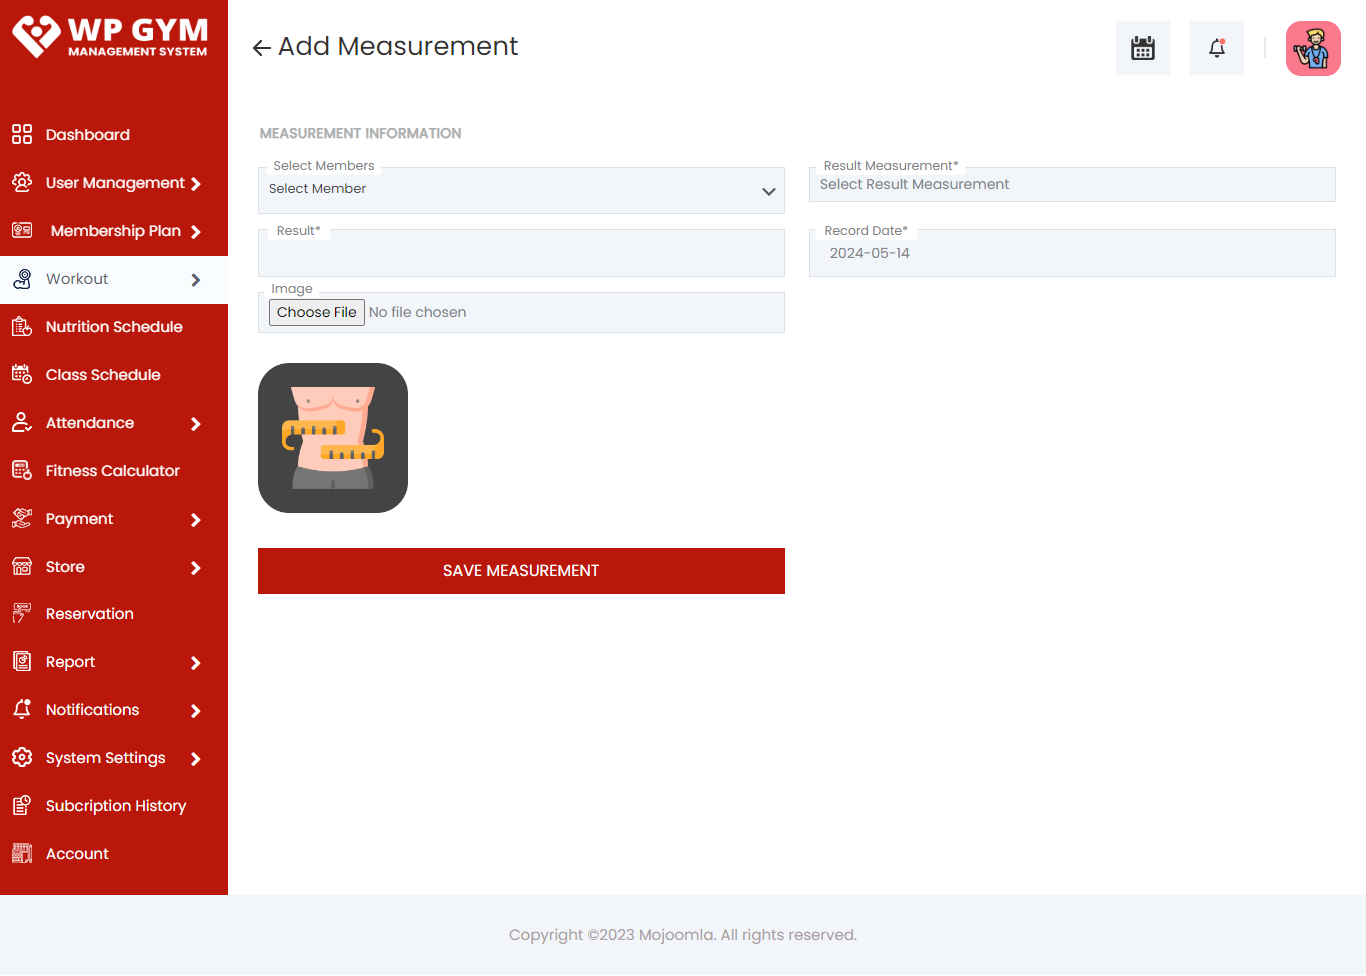 WP GYM
MANAGEMENT SYSTEM
Dashboard
User Management
Membership Plan
Workout
Nutrition Schedule
Class Schedule
Attendance
Fitness Calculator
Payment
Store
Reservation
Report
Notifications
System Settings
Subcription History
Account
Add Measurement
MEASUREMENT INFORMATION
Select Members
Select Member
Result Measurement*
Select Result Measurement
Result*
Record Date*
2024-05-14
Image
Choose File No file chosen
SAVE MEASUREMENT
Copyright ©2023 Mojoomla. All rights reserved.